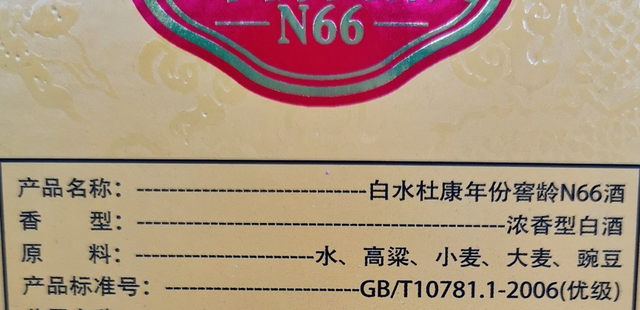 N66
产品名称：------------------------------白水杜康年份窖龄N66酒
香 型：------------------------------------------------浓香型白酒
原 料：-----------------------水、高粱、小麦、大麦、豌豆
产品标准号：-------------------------GB/T10781.1-2006(优级)